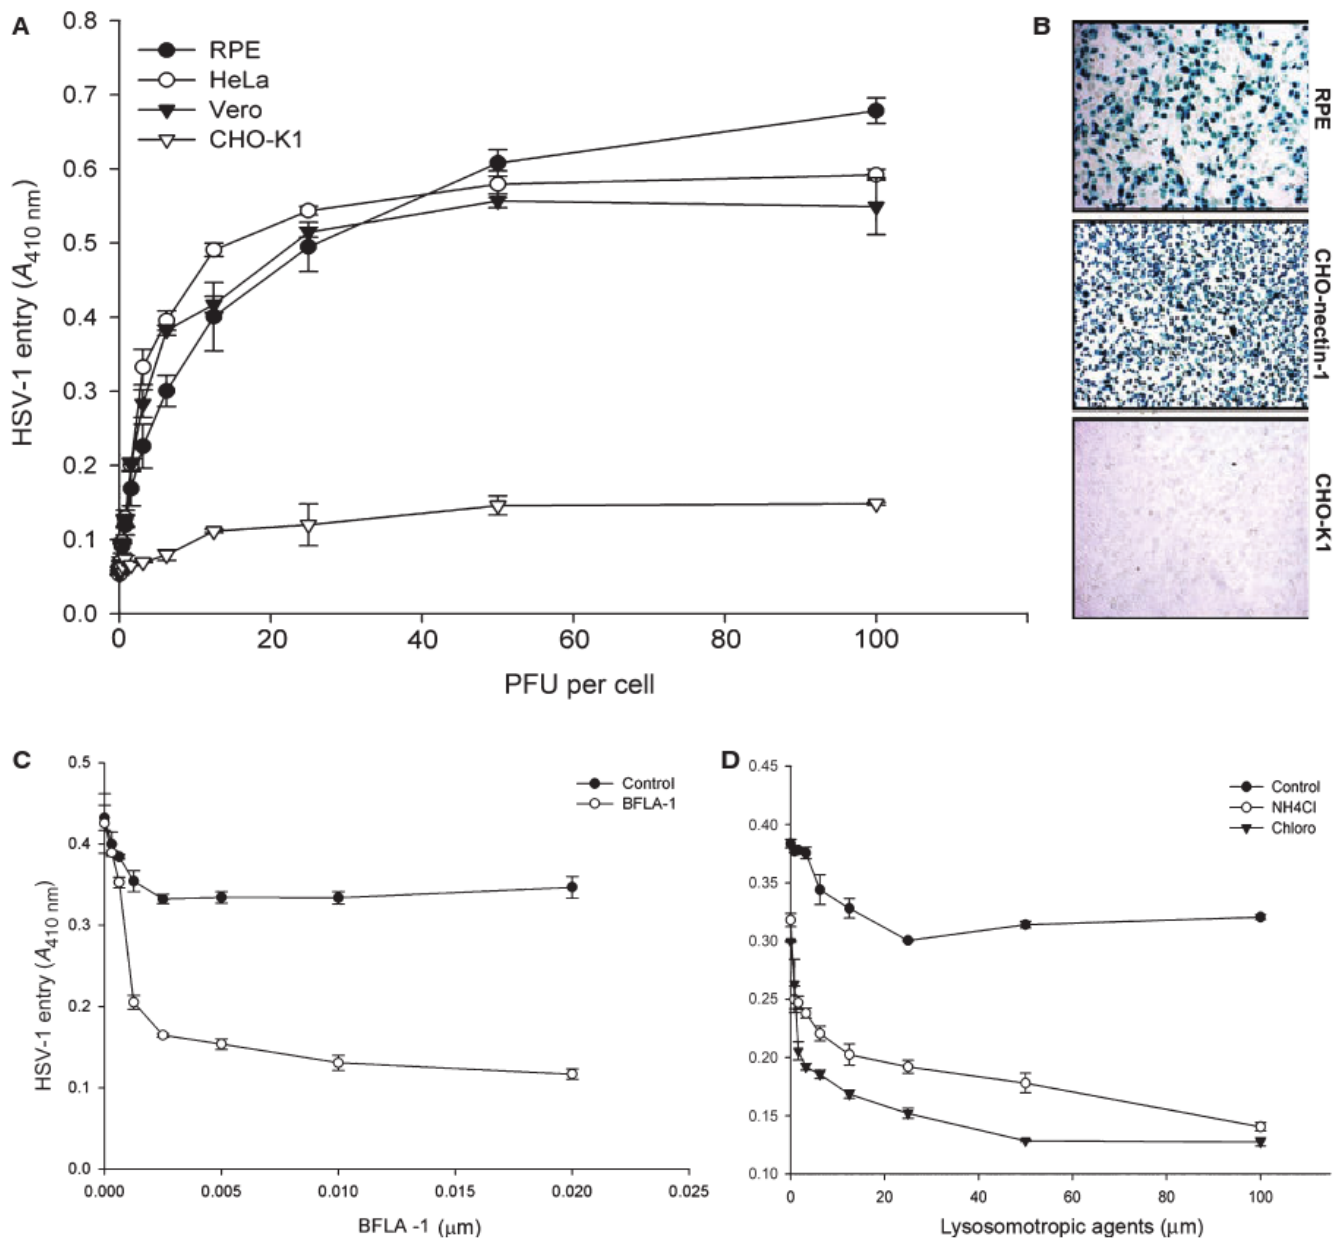 A
0.8
0.7
0.6
0.5
0.4
0.3
0.2
0.1
0.0
HSV-1 entry (A410 nm)
RPE
HeLa
Vero
CHO-K1
0 20 40 60 80 100
PFU per cell
B
RPE
CHO-nectin-1
CHO-K1
C
0.5
0.4
0.3
0.2
0.1
0.0
HSV-1 entry (A410 nm)
Control
BFLA-1
0.000 0.005 0.010 0.015 0.020 0.025
BFLA -1 (μm)
D
0.45
0.40
0.35
0.30
0.25
0.20
0.15
0.10
Control
NH4Cl
Chloro
0 20 40 60 80 100
Lysosomotropic agents (μm)